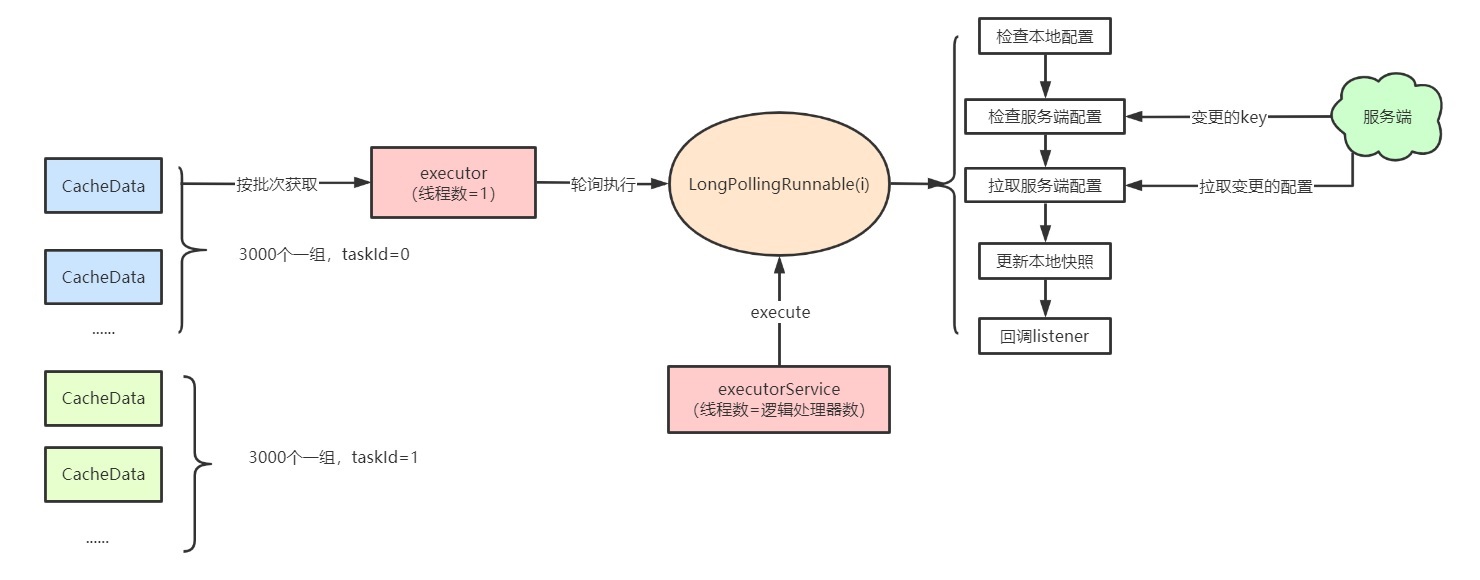 CacheData
CacheData
......
3000个一组，taskId=0
CacheData
CacheData
......
3000个一组，taskId=1
按批次获取
executor
（线程数=1）
轮询执行
LongPollingRunnable(i)
execute
executorService
（线程数=逻辑处理器数）
检查本地配置
检查服务端配置
拉取服务端配置
更新本地快照
回调listener
变更的key
拉取变更的配置
服务端